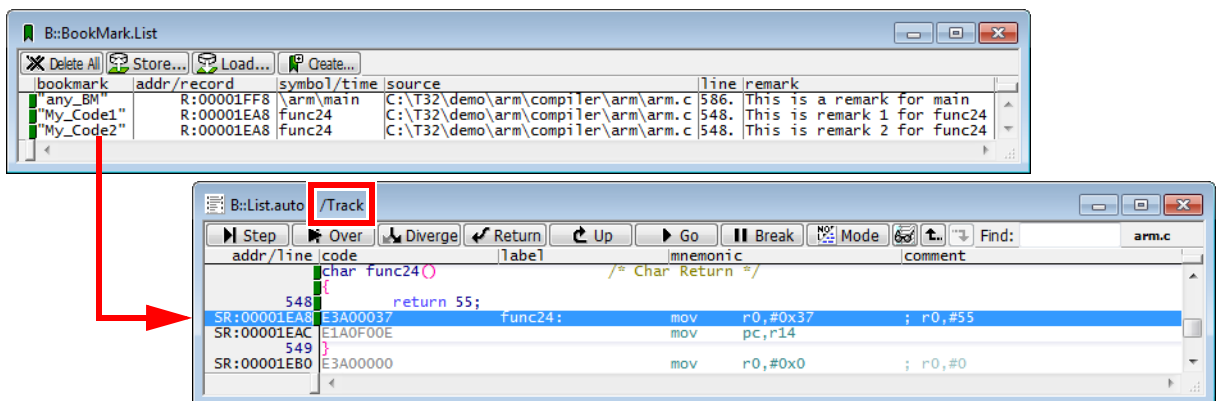 B::BookMark.List
Delete All Store... Load... Create...
bookmark addr/record symbol/time source line remark
"any_BM" R:00001FF8 \arm\main C:\T32\demo\arm\compiler\arm\arm.c 586. This is a remark for main
"My_Code1" R:00001EA8 func24 C:\T32\demo\arm\compiler\arm\arm.c 548. This is remark 1 for func24
"My_Code2" R:00001EA8 func24 C:\T32\demo\arm\compiler\arm\arm.c 548. This is remark 2 for func24
B::List.auto /Track
Step Over Diverge Return Up Go Break Mode Find: arm.c
addr/line code label mnemonic comment
char func24() /* Char Return */
{
548 return 55;
SR:00001EA8 E3A00037 func24: mov r0,#0x37 ; r0,#55
SR:00001EAC E1A0F00E mov pc,r14
549 }
SR:00001EB0 E3A00000 mov r0,#0x0 ; r0,#0